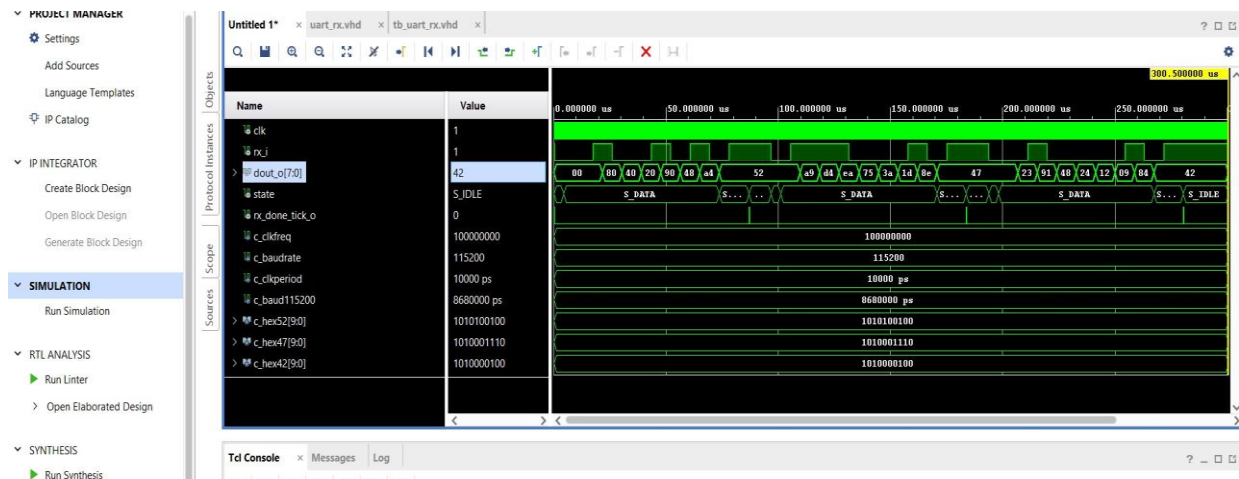 PROJECT MANAGER
Settings
Add Sources
Language Templates
IP Catalog
IP INTEGRATOR
Create Block Design
Open Block Design
Generate Block Design
SIMULATION
Run Simulation
RTL ANALYSIS
Run Linter
Open Elaborated Design
SYNTHESIS
Run Synthesis
Objects
Protocol Instances
Scope
Sources
Untitled 1* × uart_rx.vhd × tb_uart_rx.vhd ×
300.500000 us
Name Value 0.000000 us 50.000000 us 100.000000 us 150.000000 us 200.000000 us 250.000000 us
clk 1
rx_i 1
dout_o[7:0] 42 00 80 40 20 90 48 a4 52 a9 d4 ea 75 3a 1d 8e 47 23 91 48 24 12 09 84 42
state S_IDLE S_DATA S... .. S_DATA S... ... S_DATA S... S_IDLE
rx_done_tick_o 0
c_clkfreq 100000000 100000000
c_baudrate 115200 115200
c_clkperiod 10000 ps 10000 ps
c_baud115200 8680000 ps 8680000 ps
c_hex52[9:0] 1010100100 1010100100
c_hex47[9:0] 1010001110 1010001110
c_hex42[9:0] 1010000100 1010000100
Tcl Console × Messages Log